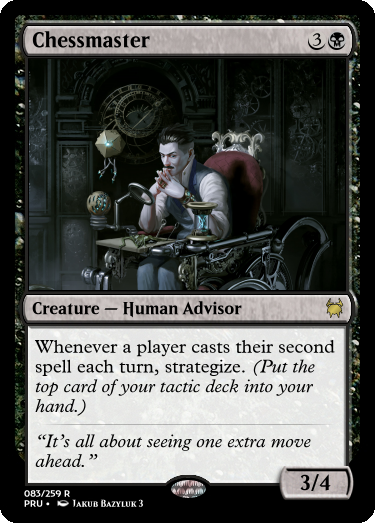 Chessmaster 3
Creature — Human Advisor
Whenever a player casts their second
spell each turn, strategize. (Put the
top card of your tactic deck into your
hand.)
“It’s all about seeing one extra move
ahead.”
3/4
083/259 R
PRU • Jakub Bazyluk 3